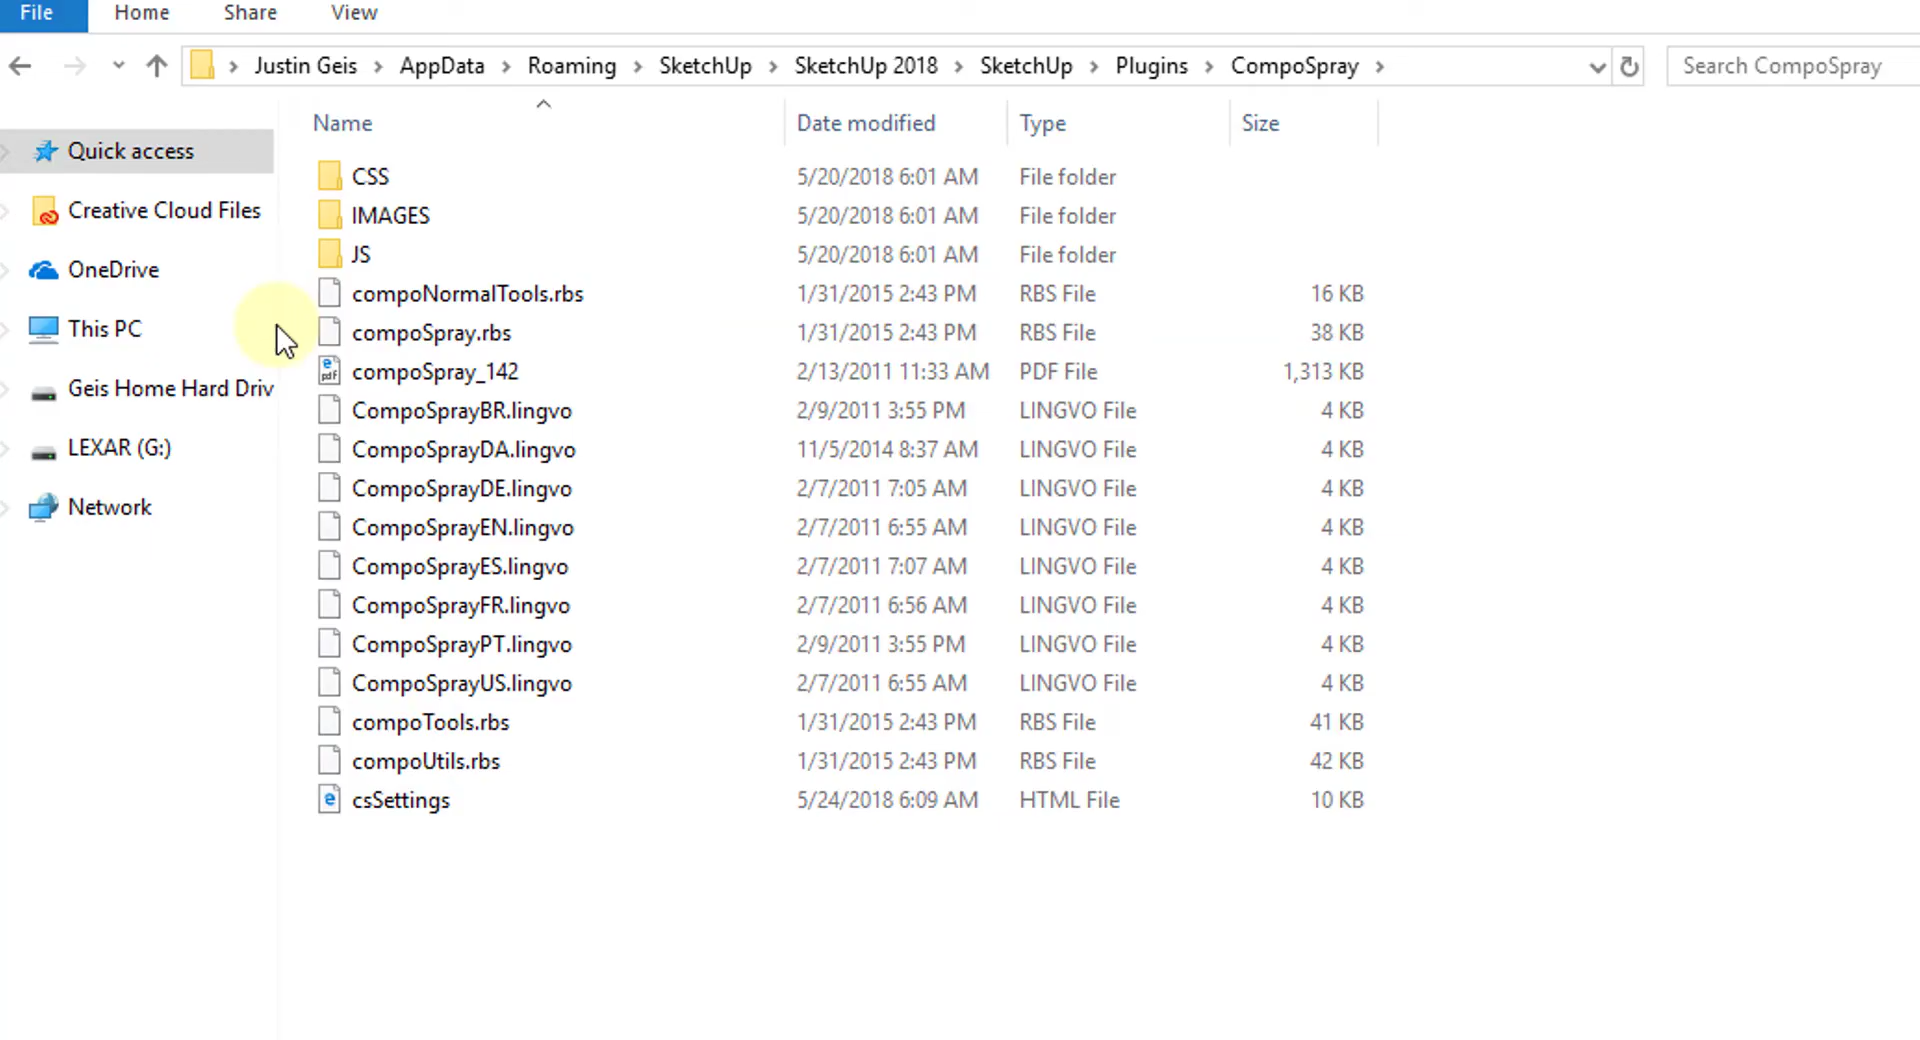 File Home Share View
Justin Geis AppData Roaming SketchUp SketchUp 2018 SketchUp Plugins CompoSpray Search CompoSpray
Name Date modified Type Size
Quick access
Creative Cloud Files
OneDrive
This PC
Geis Home Hard Driv
LEXAR (G:)
Network
CSS 5/20/2018 6:01 AM File folder
IMAGES 5/20/2018 6:01 AM File folder
JS 5/20/2018 6:01 AM File folder
compoNormalTools.rbs 1/31/2015 2:43 PM RBS File 16 KB
compoSpray.rbs 1/31/2015 2:43 PM RBS File 38 KB
compoSpray_142 2/13/2011 11:33 AM PDF File 1,313 KB
CompoSprayBR.lingvo 2/9/2011 3:55 PM LINGVO File 4 KB
CompoSprayDA.lingvo 11/5/2014 8:37 AM LINGVO File 4 KB
CompoSprayDE.lingvo 2/7/2011 7:05 AM LINGVO File 4 KB
CompoSprayEN.lingvo 2/7/2011 6:55 AM LINGVO File 4 KB
CompoSprayES.lingvo 2/7/2011 7:07 AM LINGVO File 4 KB
CompoSprayFR.lingvo 2/7/2011 6:56 AM LINGVO File 4 KB
CompoSprayPT.lingvo 2/9/2011 3:55 PM LINGVO File 4 KB
CompoSprayUS.lingvo 2/7/2011 6:55 AM LINGVO File 4 KB
compoTools.rbs 1/31/2015 2:43 PM RBS File 41 KB
compoUtils.rbs 1/31/2015 2:43 PM RBS File 42 KB
csSettings 5/24/2018 6:09 AM HTML File 10 KB